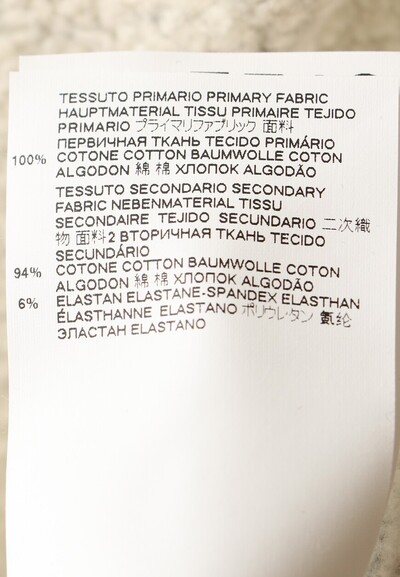 TESSUTO PRIMARIO PRIMARY FABRIC
HAUPTMATERIAL TISSU PRIMAIRE TEJIDO
PRIMARIO プライマリファブリック 面料
ПЕРВИЧНАЯ ТКАНЬ TECIDO PRIMÁRIO
100% COTONE COTTON BAUMWOLLE COTON
ALGODON 綿 棉 ХЛОПОК ALGODÃO
TESSUTO SECONDARIO SECONDARY
FABRIC NEBENMATERIAL TISSU
SECONDAIRE TEJIDO SECUNDARIO 二次織
物 面料2 ВТОРИЧНАЯ ТКАНЬ TECIDO
SECUNDÁRIO
94% COTONE COTTON BAUMWOLLE COTON
ALGODON 綿 棉 ХЛОПОК ALGODÃO
6% ELASTAN ELASTANE-SPANDEX ELASTHAN
ÉLASTHANNE ELASTANO ポリウレ・タン 氨纶
ЭЛАСТАН ELASTANO